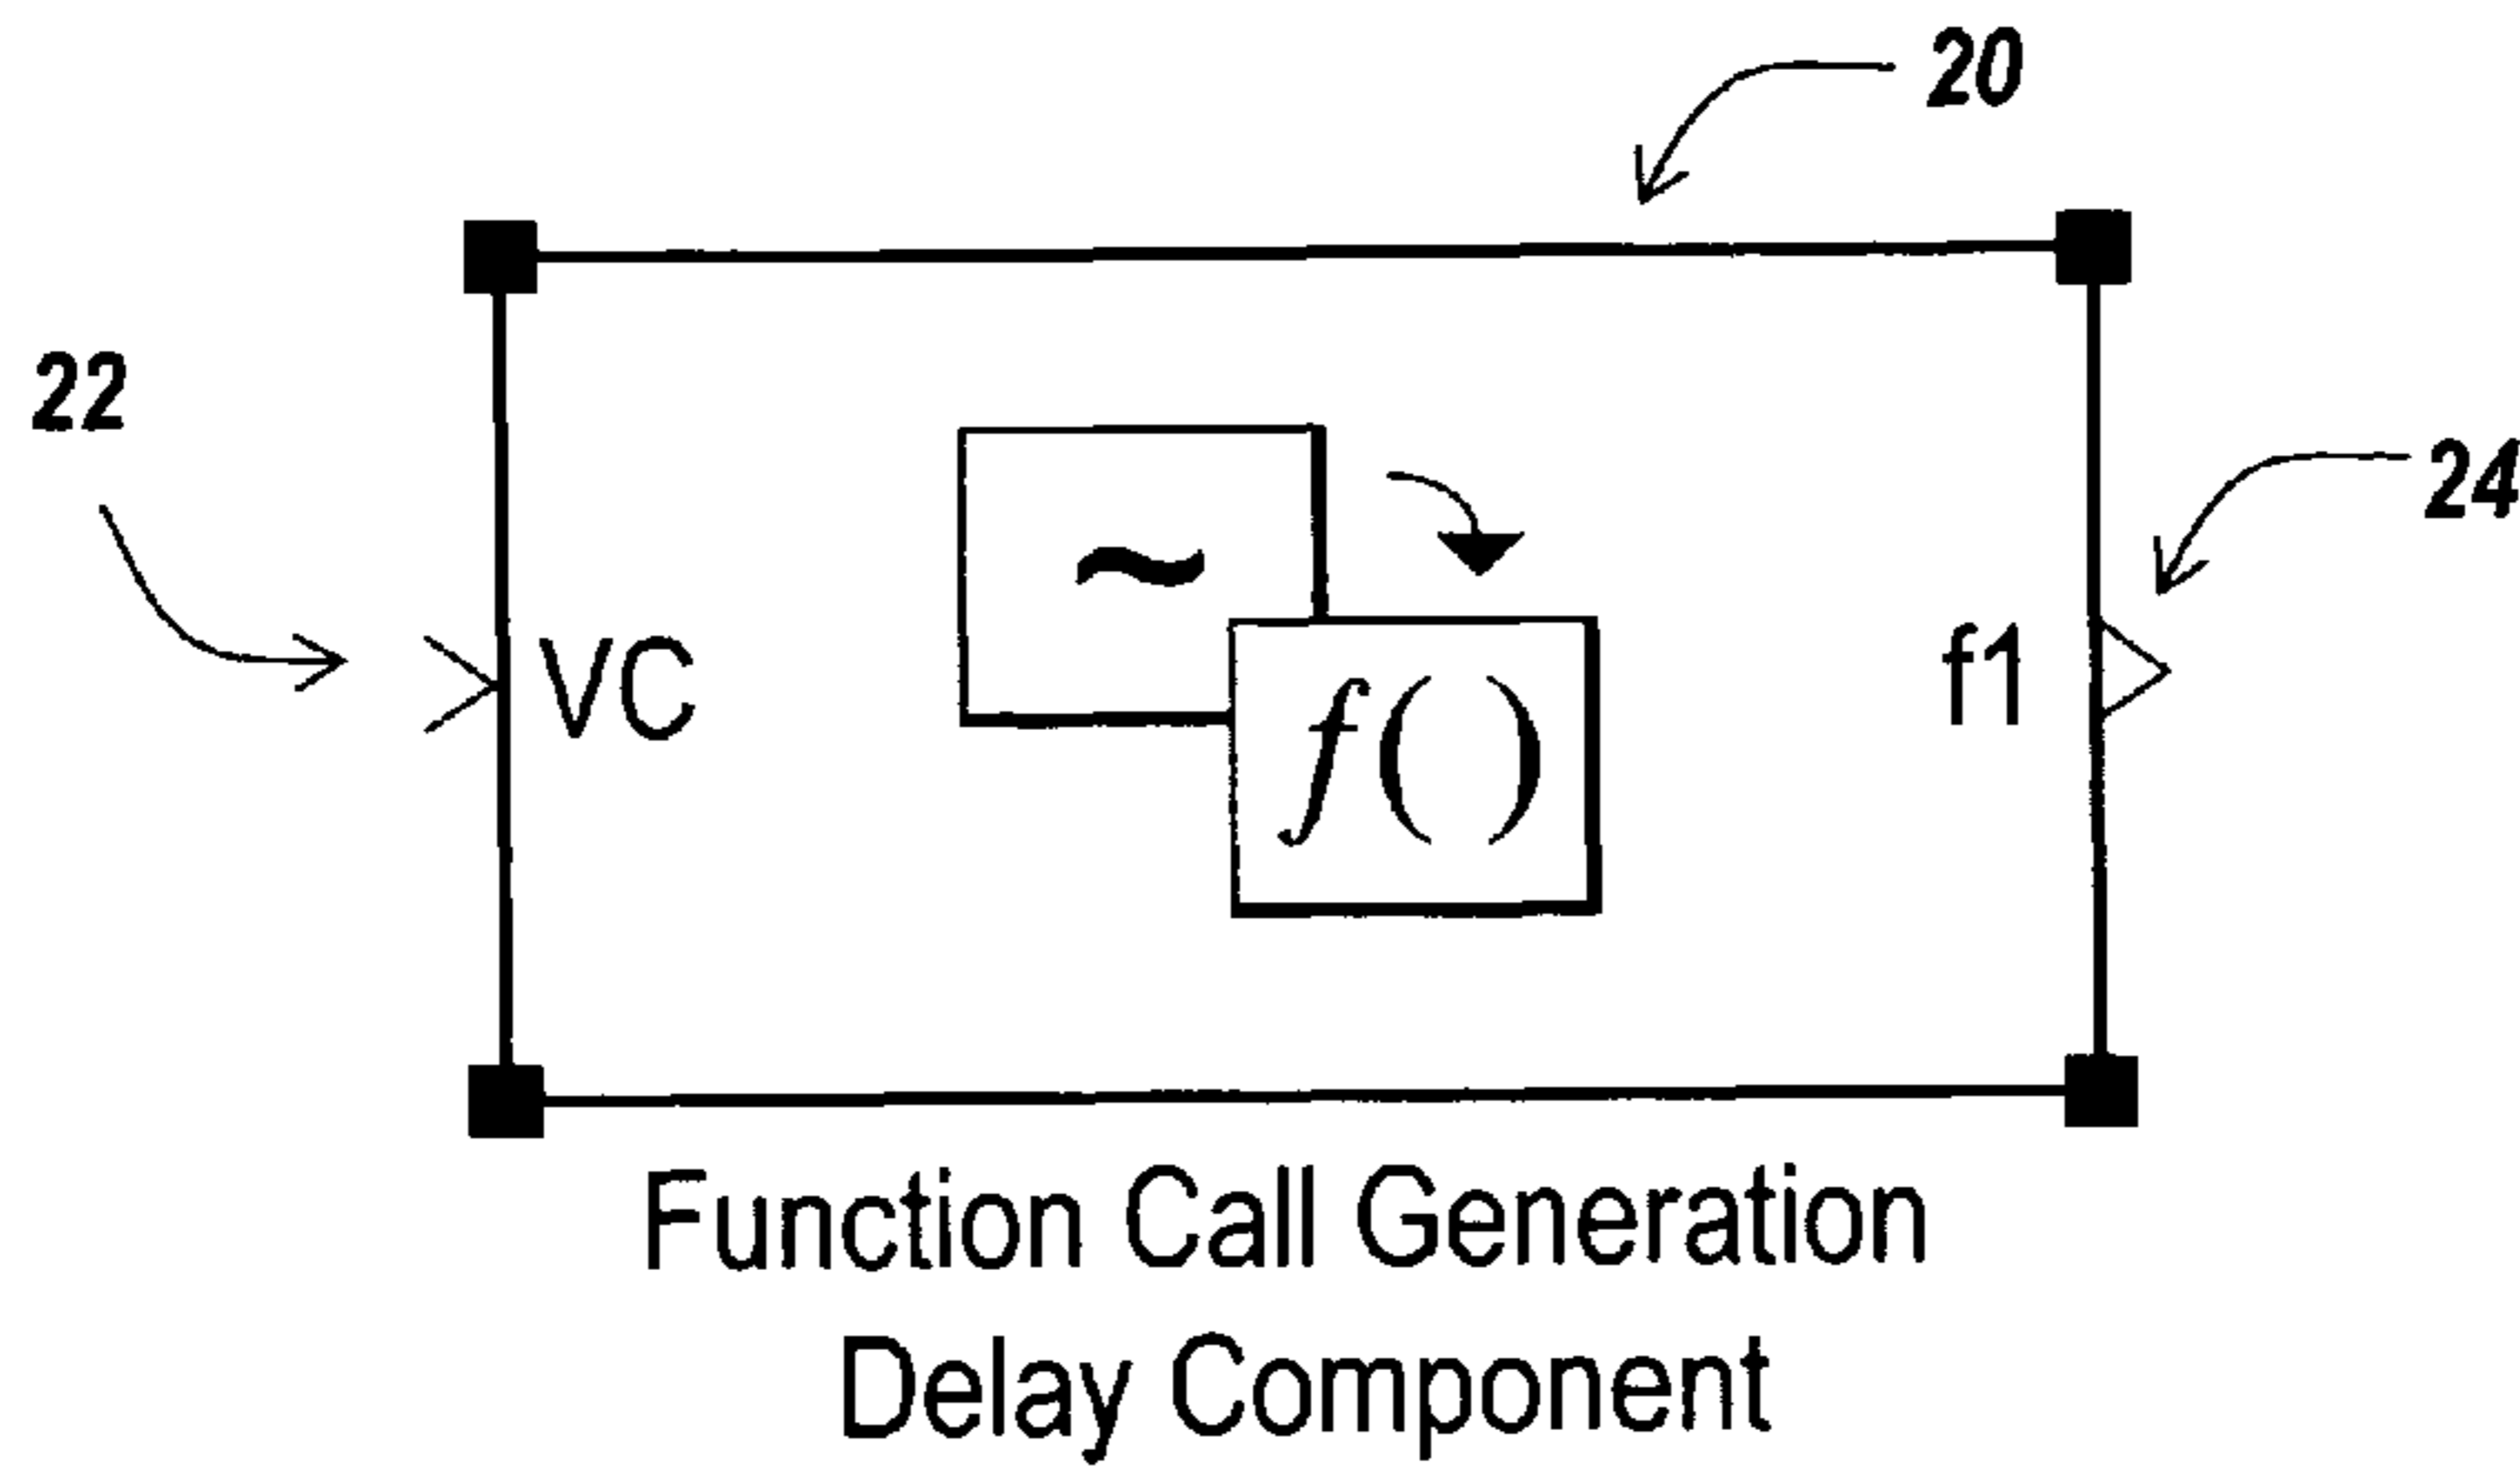 20
22
24
~
VC
f1
f( )
Function Call Generation
Delay Component